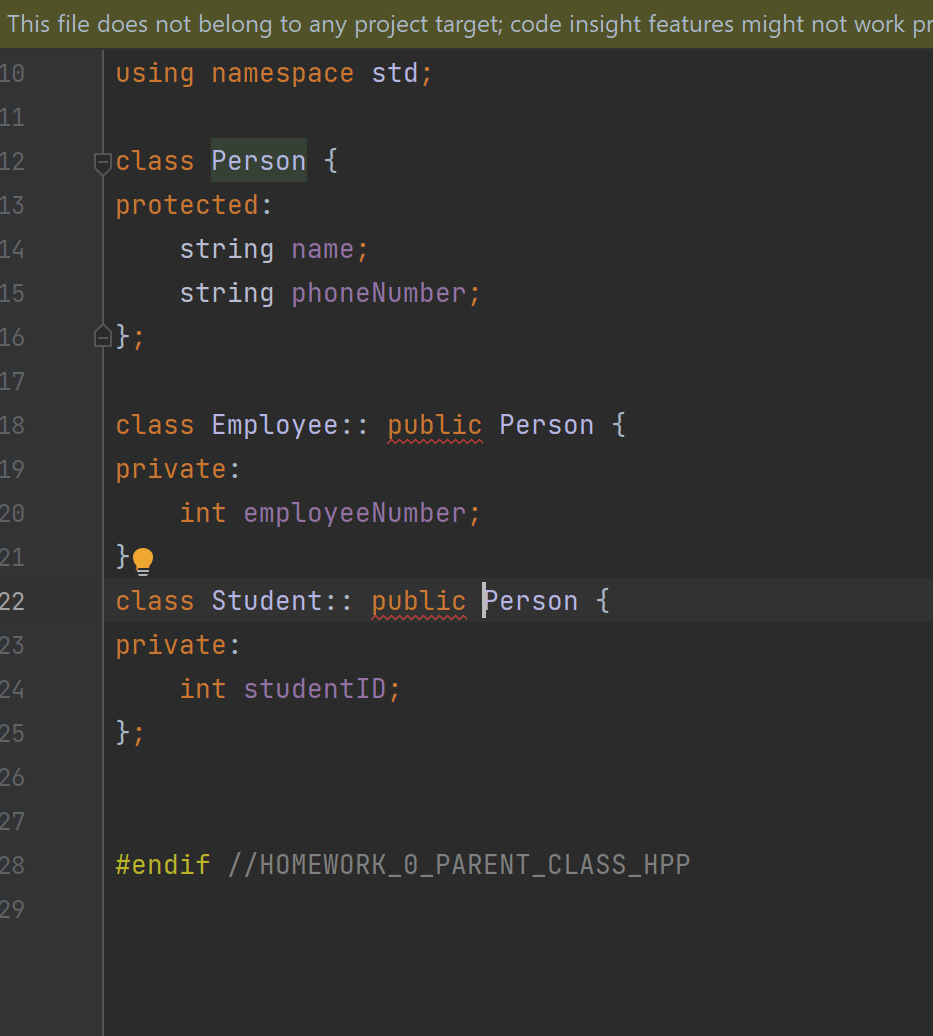 This file does not belong to any project target; code insight features might not work
10 using namespace std;
11
12 class Person {
13 protected:
14     string name;
15     string phoneNumber;
16 };
17
18 class Employee:: public Person {
19 private:
20     int employeeNumber;
21 }
22 class Student:: public Person {
23 private:
24     int studentID;
25 };
26
27
28 #endif //HOMEWORK_0_PARENT_CLASS_HPP
29